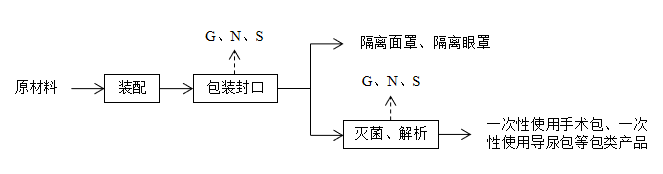 G、N、S
隔离面罩、隔离眼罩
原材料
装配
包装封口
G、N、S
灭菌、解析
一次性使用手术包、一次
性使用导尿包等包类产品